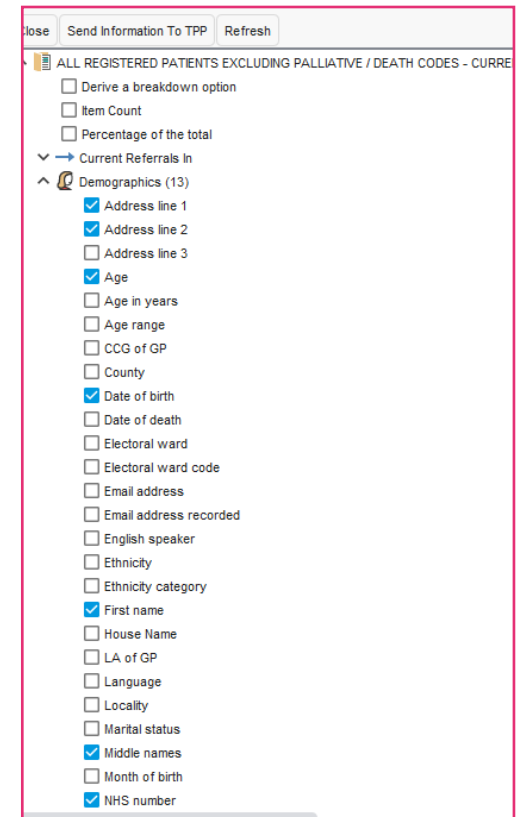 Close Send Information To TPP Refresh
ALL REGISTERED PATIENTS EXCLUDING PALLIATIVE / DEATH CODES - CURRE
Derive a breakdown option
Item Count
Percentage of the total
Current Referrals In
Demographics (13)
Address line 1
Address line 2
Address line 3
Age
Age in years
Age range
CCG of GP
County
Date of birth
Date of death
Electoral ward
Electoral ward code
Email address
Email address recorded
English speaker
Ethnicity
Ethnicity category
First name
House Name
LA of GP
Language
Locality
Marital status
Middle names
Month of birth
NHS number